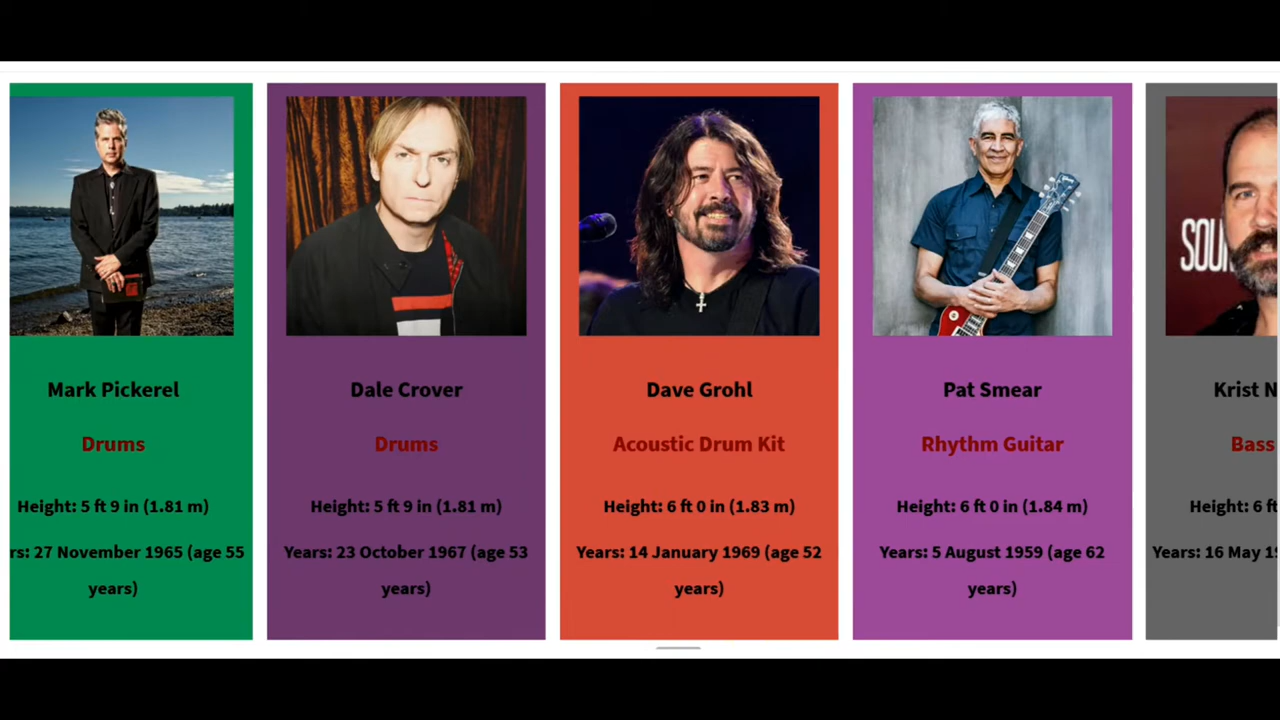 SOU
Mark Pickerel
Drums
Height: 5 ft 9 in (1.81 m)
rs: 27 November 1965 (age 55
years)
Dale Crover
Drums
Height: 5 ft 9 in (1.81 m)
Years: 23 October 1967 (age 53
years)
Dave Grohl
Acoustic Drum Kit
Height: 6 ft 0 in (1.83 m)
Years: 14 January 1969 (age 52
years)
Pat Smear
Rhythm Guitar
Height: 6 ft 0 in (1.84 m)
Years: 5 August 1959 (age 62
years)
Krist N
Bass
Height: 6 ft
Years: 16 May 19